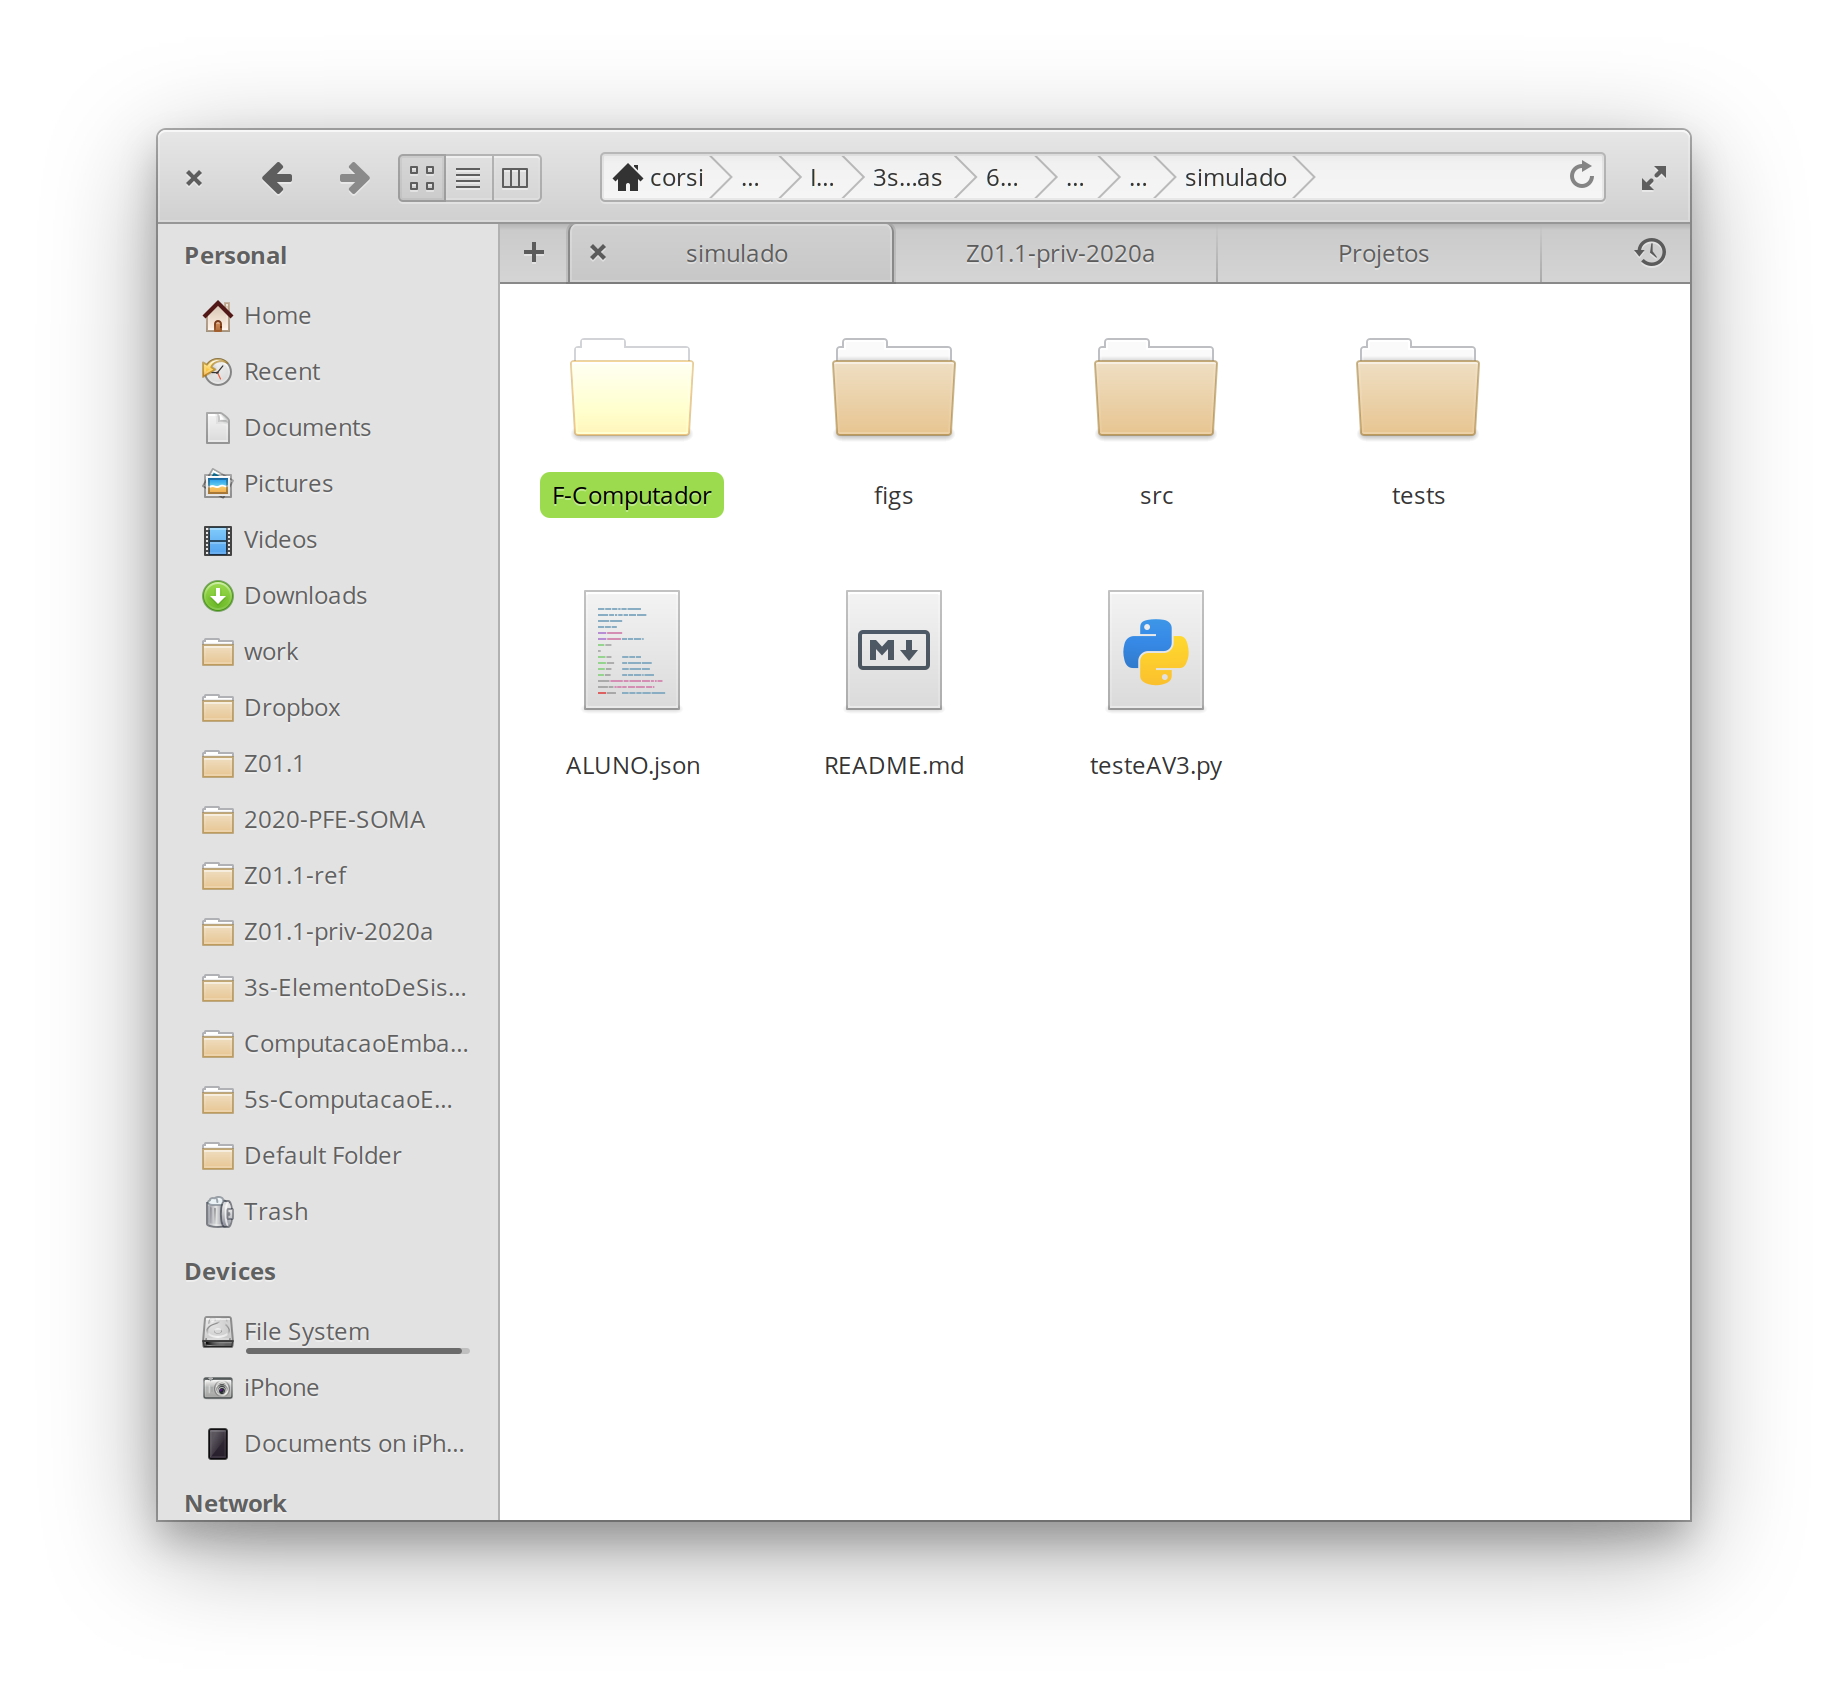 corsi ... I... 3s...as 6... ... ... simulado
simulado Z01.1-priv-2020a Projetos
Personal
Home
Recent
Documents
Pictures
Videos
Downloads
work
Dropbox
Z01.1
2020-PFE-SOMA
Z01.1-ref
Z01.1-priv-2020a
3s-ElementoDeSis...
ComputacaoEmba...
5s-ComputacaoE...
Default Folder
Trash
Devices
File System
iPhone
Documents on iPh...
Network
F-Computador figs src tests
M
ALUNO.json README.md testeAV3.py